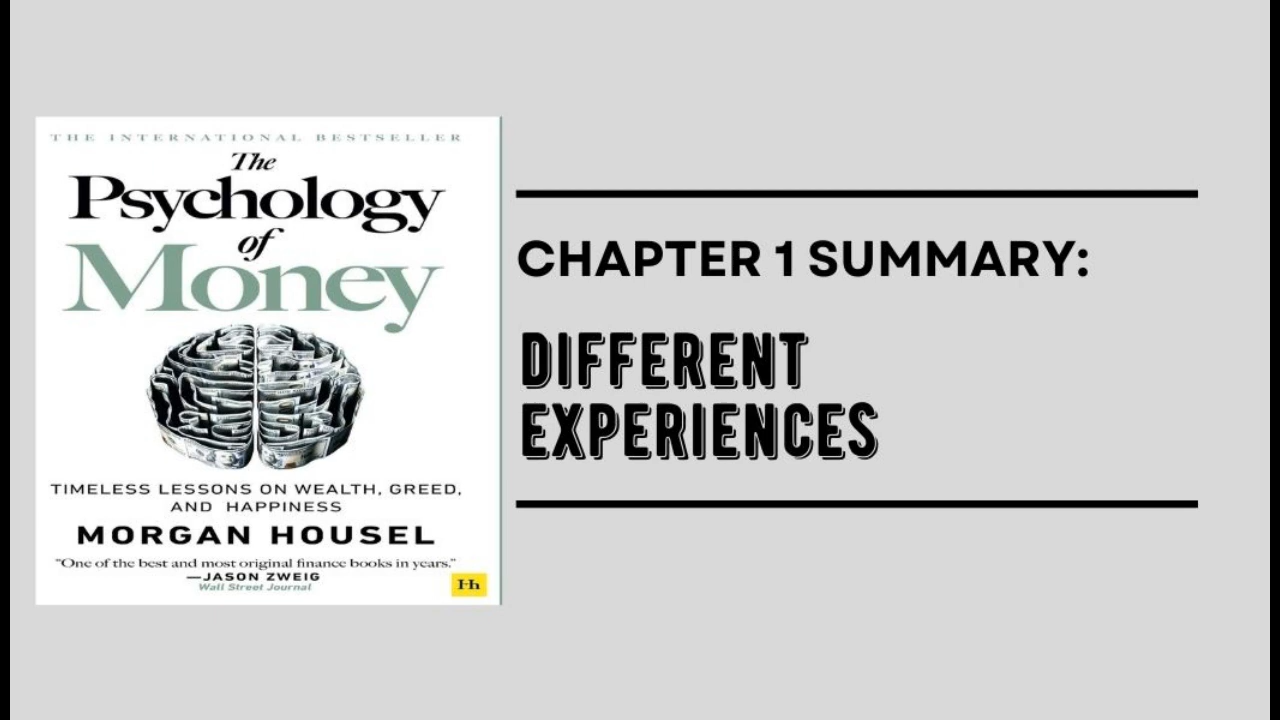 THE INTERNATIONAL BESTSELLER
The
Psychology
of
Money
TIMELESS LESSONS ON WEALTH, GREED,
AND HAPPINESS
MORGAN HOUSEL
"One of the best and most original finance books in years."
—JASON ZWEIG
Wall Street Journal
Hh
CHAPTER 1 SUMMARY:
DIFFERENT
EXPERIENCES